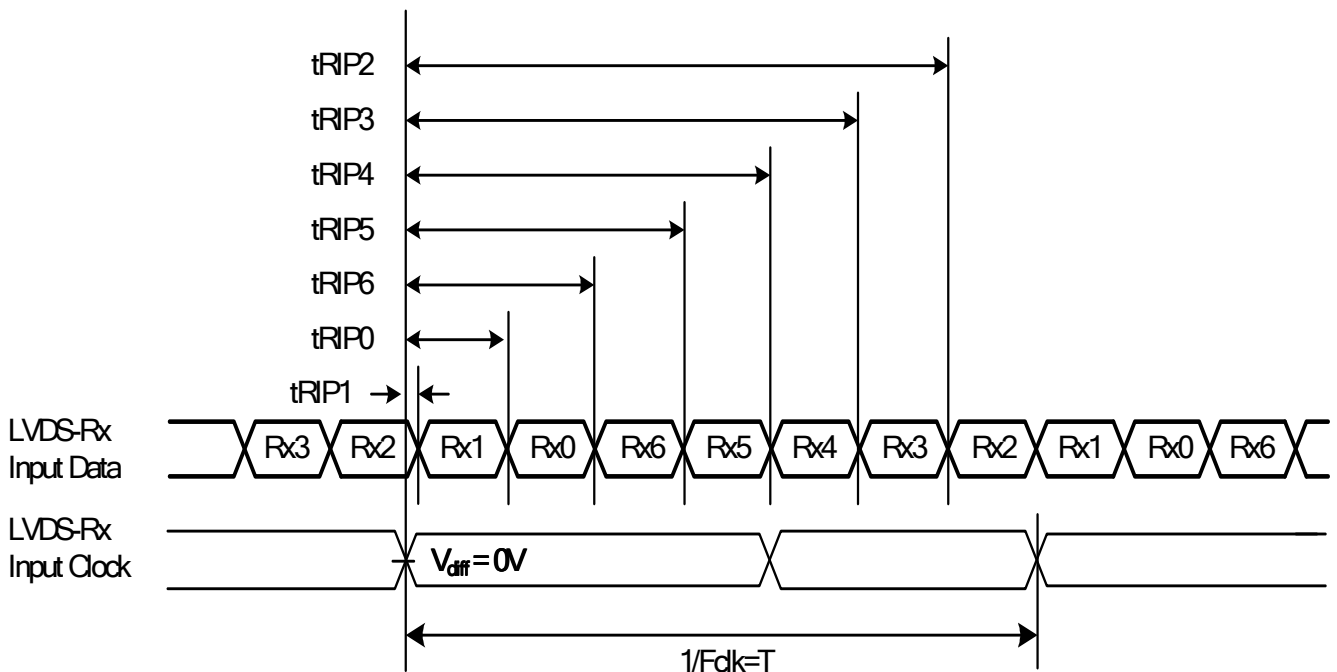 tRIP2
tRIP3
tRIP4
tRIP5
tRIP6
tRIP0
tRIP1
LVDS-Rx
Input Data
Rx3 Rx2 Rx1 Rx0 Rx6 Rx5 Rx4 Rx3 Rx2 Rx1 Rx0 Rx6
LVDS-Rx
Input Clock
Vdiff = 0V
1/Fclk=T